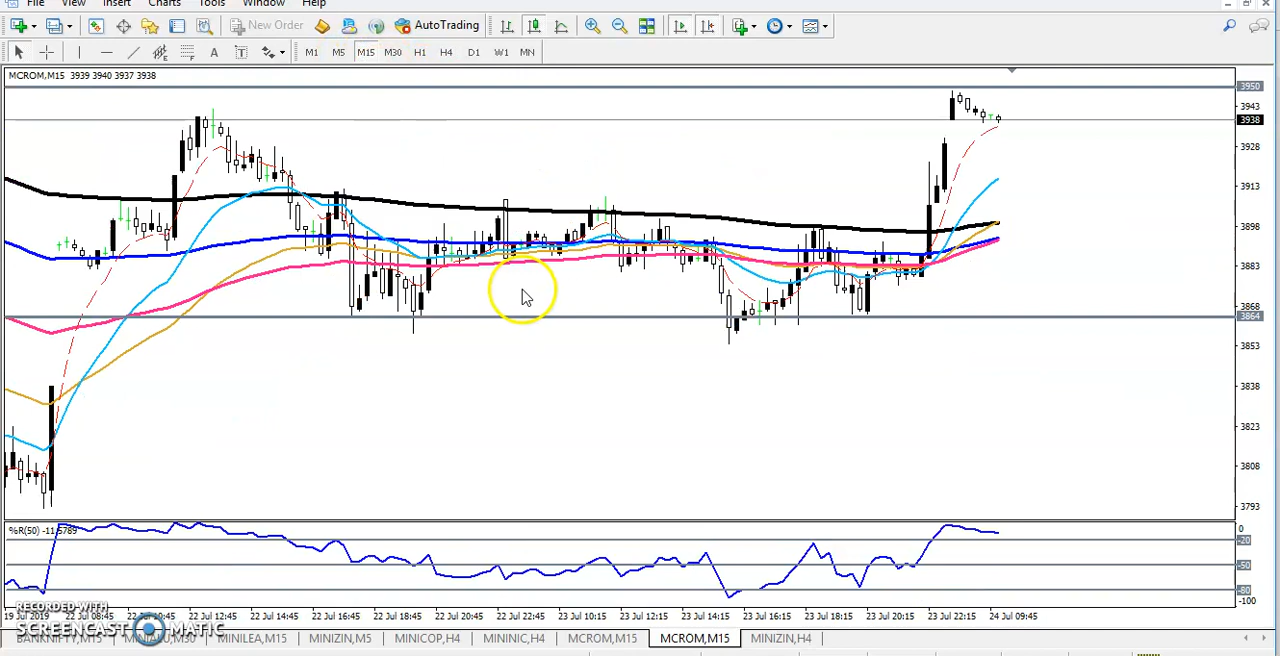 File View Insert Charts Tools Window Help
New Order AutoTrading
A T M1 M5 M15 M30 H1 H4 D1 W1 MN
MCROM,M15 3939 3940 3937 3938
3950
3943
3938
3928
3913
3898
3883
3868
3864
3853
3838
3823
3808
3793
%R(50) -11.5789
0
-20
-50
-80
-100
19 Jul 2019 22 Jul 08:45 22 Jul 10:45 22 Jul 12:45 22 Jul 14:45 22 Jul 18:45 22 Jul 20:45 22 Jul 22:45 23 Jul 10:15 23 Jul 12:15 23 Jul 14:15 23 Jul 16:15 23 Jul 18:15 23 Jul 20:15 23 Jul 22:15 24 Jul 09:45
RECORDED WITH
SCREENCAST MATIC
BANKNIFTY,M15 MINIALU,M30 MINILEA,M15 MINIZIN,M5 MINICOP,H4 MININIC,H4 MCROM,M15 MCROM,M15 MINIZIN,H4